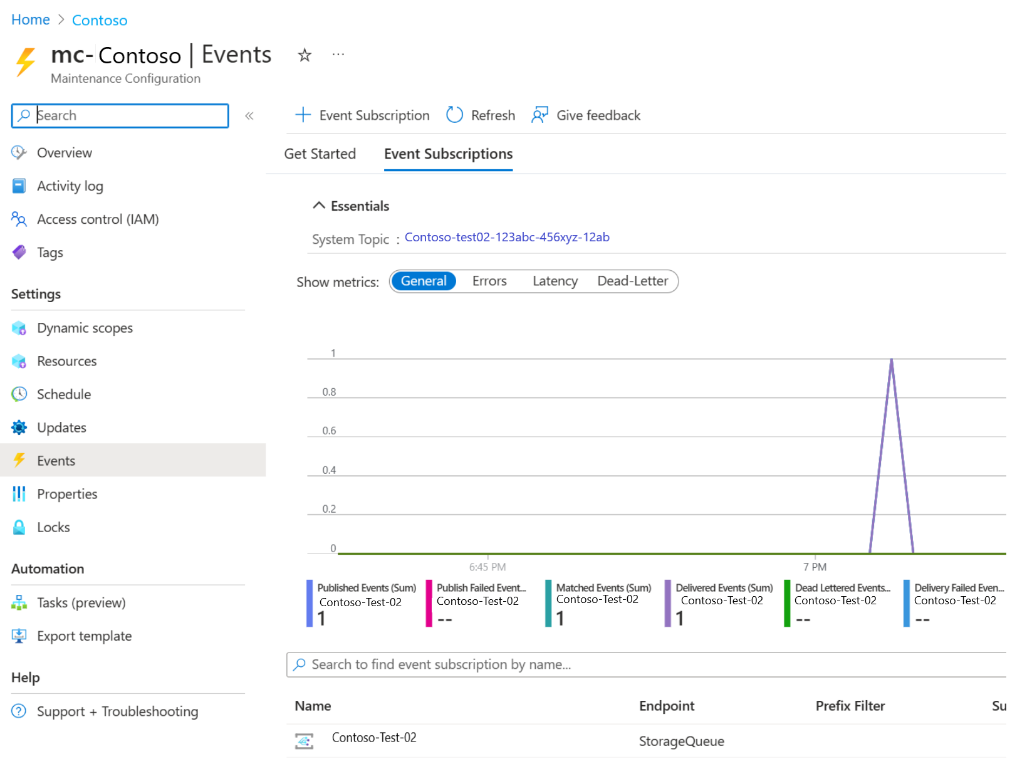 Home > Contoso
mc- Contoso | Events
Maintenance Configuration
Search
Overview
Activity log
Access control (IAM)
Tags
Settings
Dynamic scopes
Resources
Schedule
Updates
Events
Properties
Locks
Automation
Tasks (preview)
Export template
Help
Support + Troubleshooting
Event Subscription Refresh Give feedback
Get Started Event Subscriptions
Essentials
System Topic : Contoso-test02-123abc-456xyz-12ab
Show metrics: General Errors Latency Dead-Letter
1
0.8
0.6
0.4
0.2
0
6:45 PM 7 PM
Published Events (Sum)
Contoso-Test-02
1
Publish Failed Event...
Contoso-Test-02
--
Matched Events (Sum)
Contoso-Test-02
1
Delivered Events (Sum)
Contoso-Test-02
1
Dead Lettered Events...
Contoso-Test-02
--
Delivery Failed Even...
Contoso-Test-02
--
Search to find event subscription by name...
Name Endpoint Prefix Filter Su
Contoso-Test-02 StorageQueue